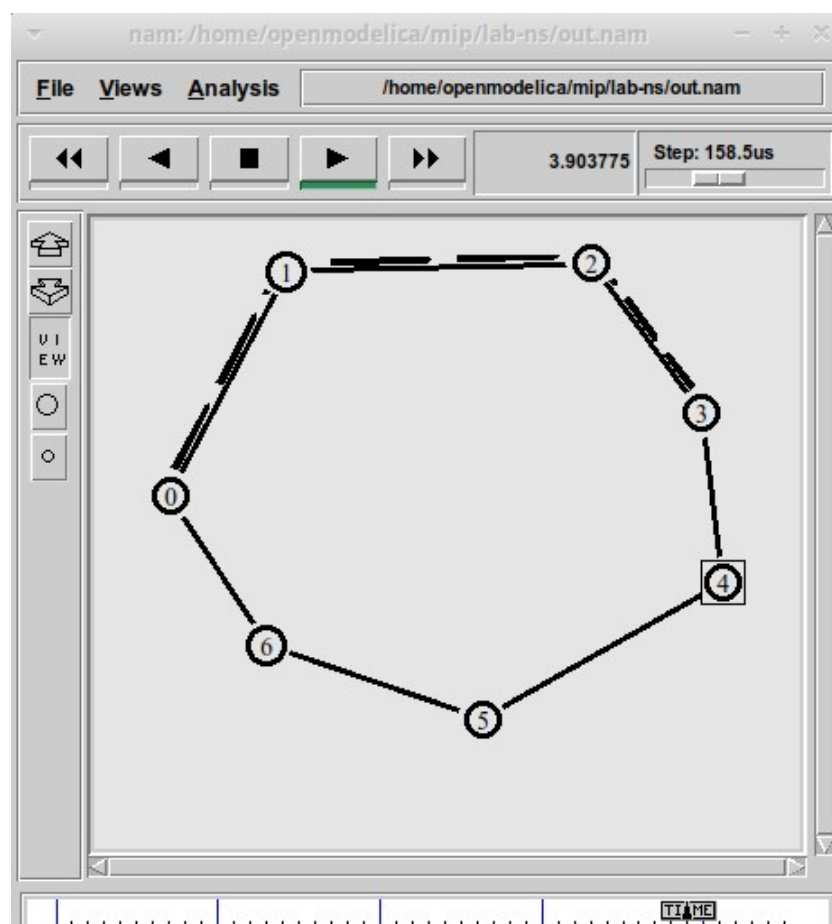 nam: /home/openmodelica/mip/lab-ns/out.nam
File Views Analysis /home/openmodelica/mip/lab-ns/out.nam
3.903775 Step: 158.5us
1
2
VI
EW
3
0
4
6
5
TIME